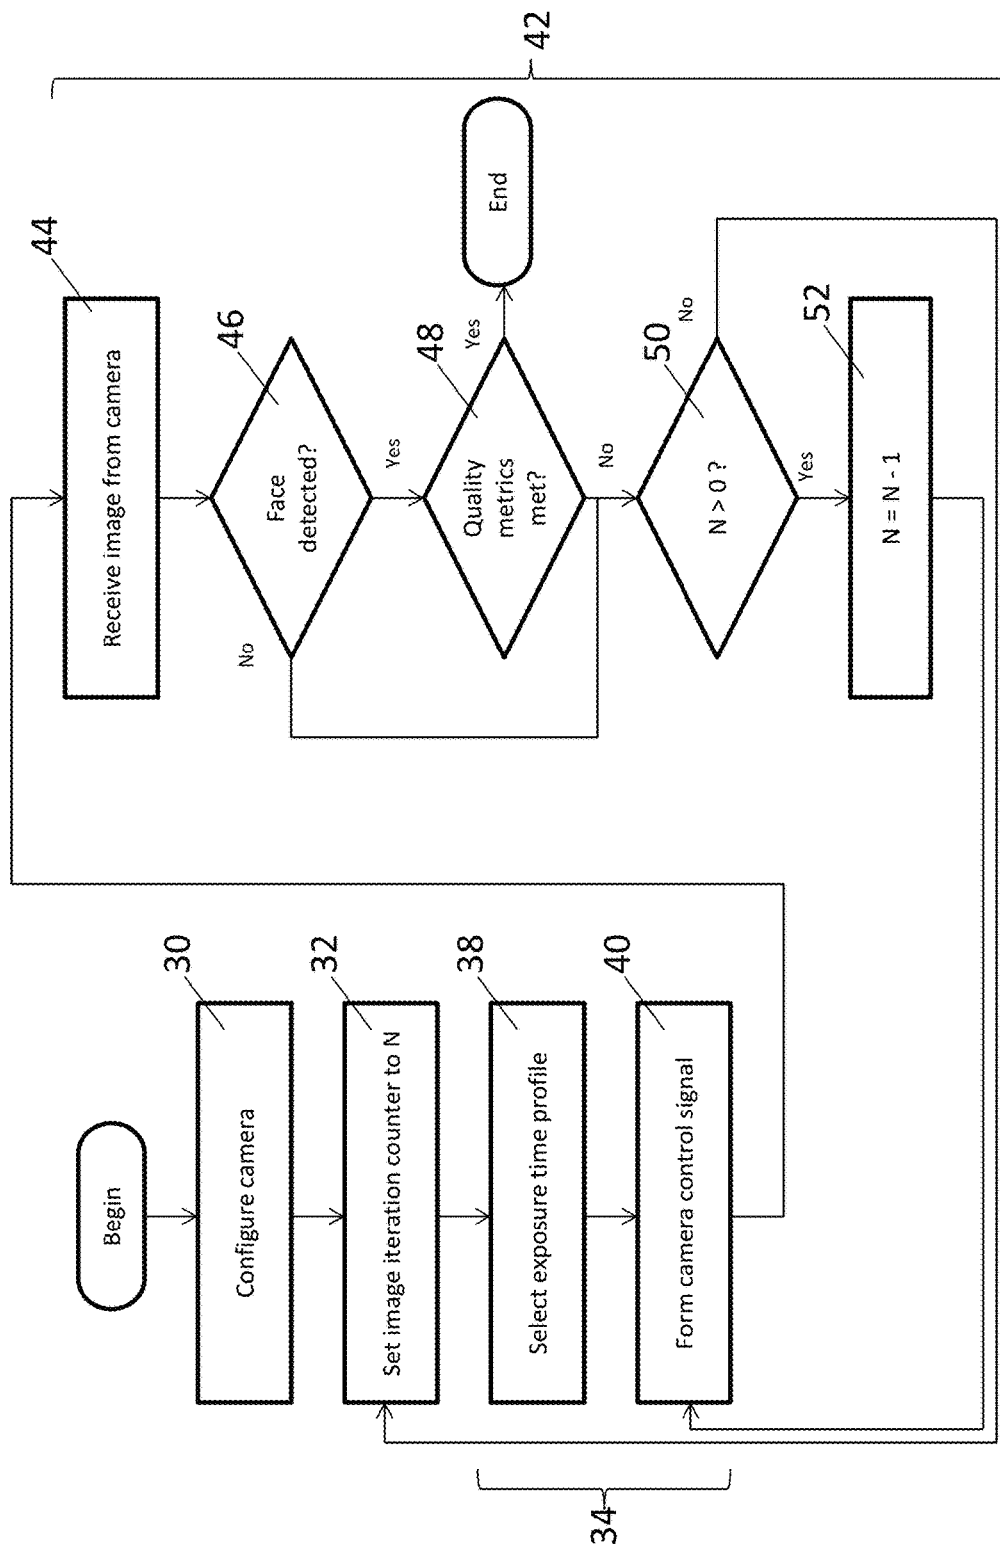 Begin
Configure camera
30
Set image iteration counter to N
32
Select exposure time profile
38
Form camera control signal
40
34
Receive image from camera
44
Face
detected?
46
No
Yes
Quality
metrics
met?
48
Yes
End
No
N > 0 ?
50
No
Yes
N = N - 1
52
42